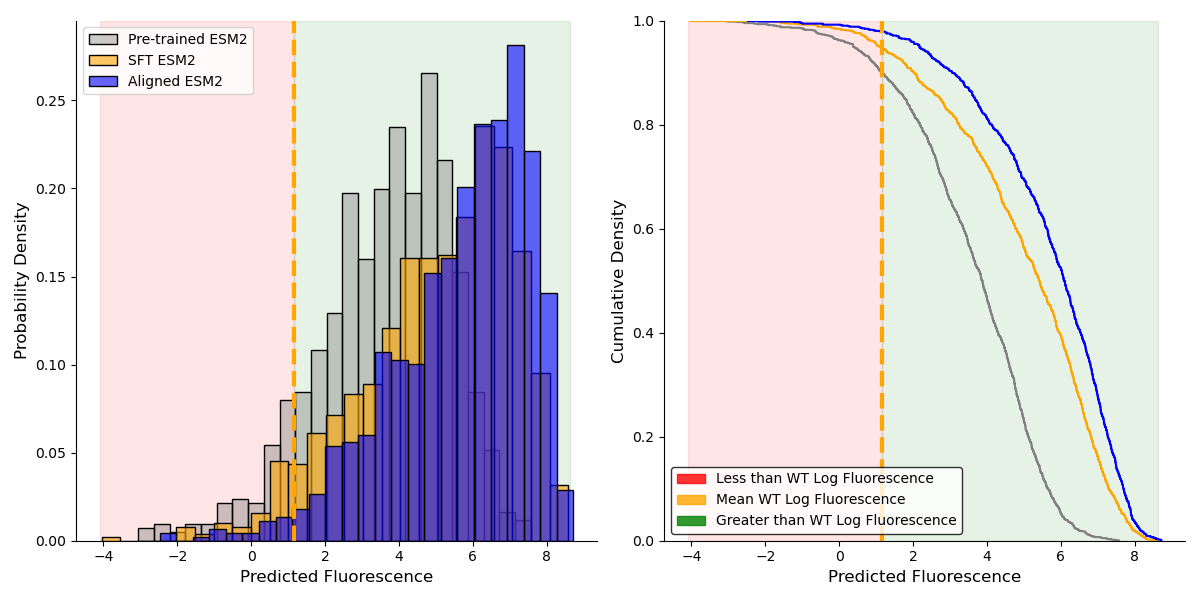 Pre-trained ESM2
SFT ESM2
Aligned ESM2
Probability Density
0.25
0.20
0.15
0.10
0.05
0.00
−4 −2 0 2 4 6 8
Predicted Fluorescence
Cumulative Density
1.0
0.8
0.6
0.4
0.2
0.0
Less than WT Log Fluorescence
Mean WT Log Fluorescence
Greater than WT Log Fluorescence
−4 −2 0 2 4 6 8
Predicted Fluorescence